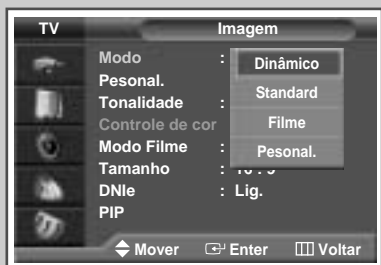 TV Imagem
Modo : Dinâmico
Pesonal.
Tonalidade : Standard
Controle de cor Filme
Modo Filme : Pesonal.
Tamanho : 16 : 9
DNIe : Lig.
PIP
Mover Enter Voltar